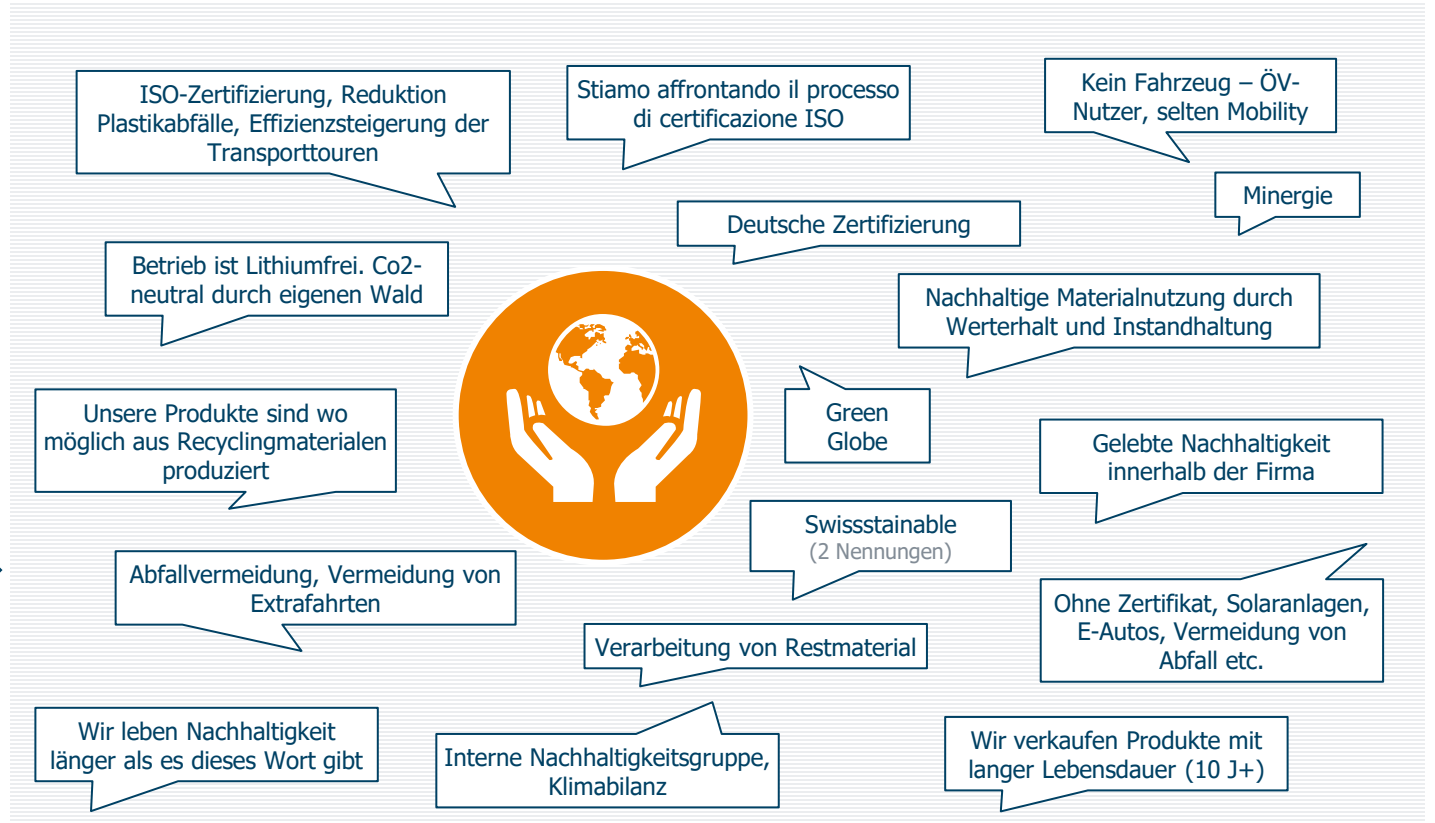 ISO-Zertifizierung, Reduktion
Plastikabfälle, Effizienzsteigerung der
Transporttouren
Stiamo affrontando il processo
di certificazione ISO
Kein Fahrzeug – ÖV-
Nutzer, selten Mobility
Minergie
Deutsche Zertifizierung
Betrieb ist Lithiumfrei. Co2-
neutral durch eigenen Wald
Nachhaltige Materialnutzung durch
Werterhalt und Instandhaltung
Unsere Produkte sind wo
möglich aus Recyclingmaterialen
produziert
Green
Globe
Gelebte Nachhaltigkeit
innerhalb der Firma
Swissstainable
(2 Nennungen)
Abfallvermeidung, Vermeidung von
Extrafahrten
Ohne Zertifikat, Solaranlagen,
E-Autos, Vermeidung von
Abfall etc.
Verarbeitung von Restmaterial
Wir leben Nachhaltigkeit
länger als es dieses Wort gibt
Interne Nachhaltigkeitsgruppe,
Klimabilanz
Wir verkaufen Produkte mit
langer Lebensdauer (10 J+)